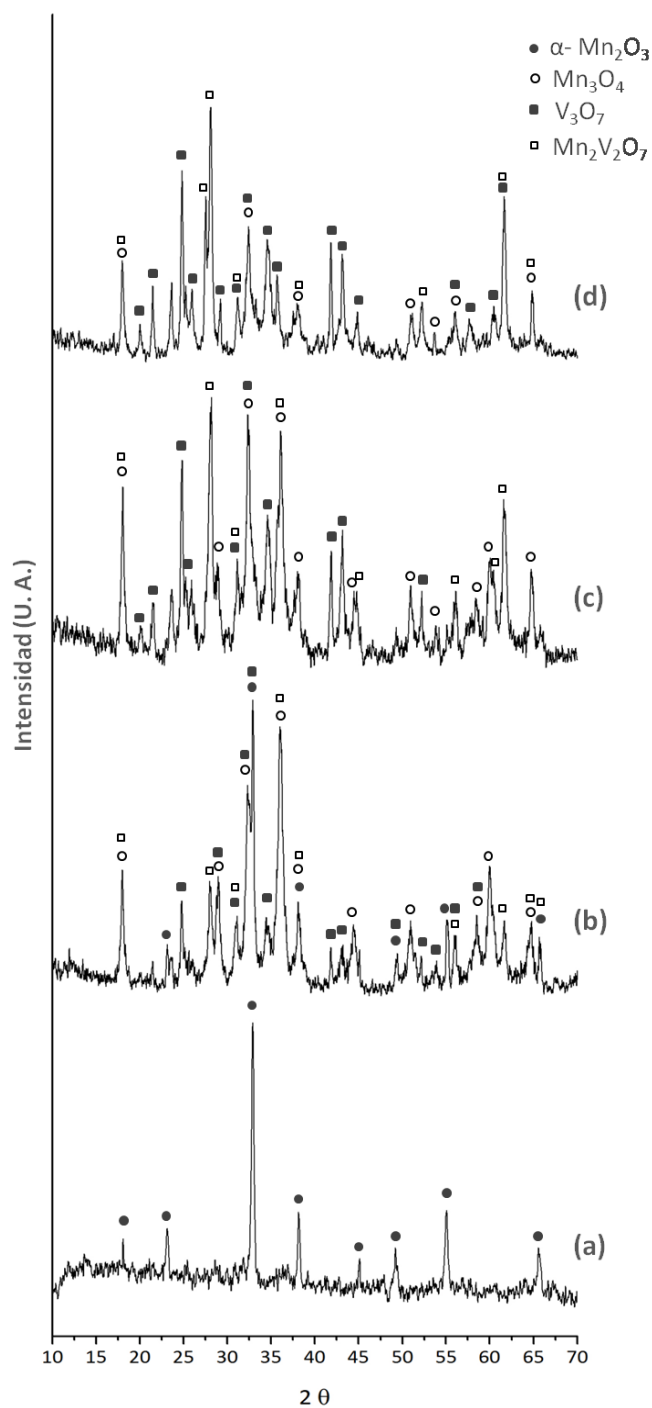 α- Mn₂O₃
Mn₃O₄
V₃O₇
Mn₂V₂O₇
(d)
(c)
(b)
(a)
Intensidad (U. A.)
10 15 20 25 30 35 40 45 50 55 60 65 70
2 θ